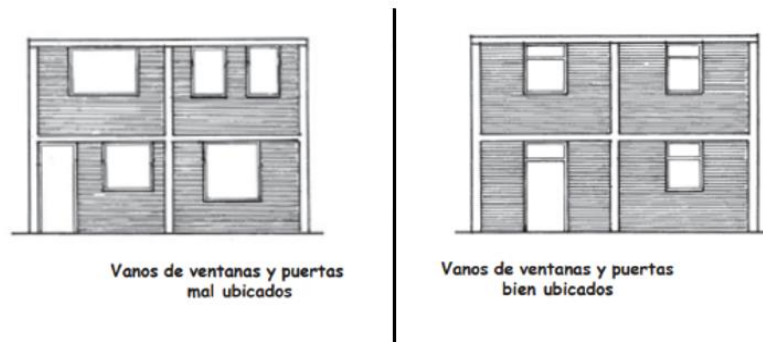 Vanos de ventanas y puertas
mal ubicados
Vanos de ventanas y puertas
bien ubicados